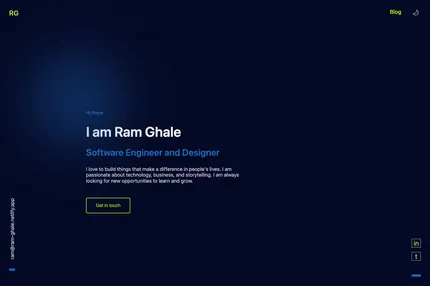 RG
Blog
Hi there
I am Ram Ghale
Software Engineer and Designer
I love to build things that make a difference in people's lives. I am
passionate about technology, business, and storytelling. I am always
looking for new opportunities to learn and grow.
Get in touch
ram@ram-ghale.netlify.app
in
t